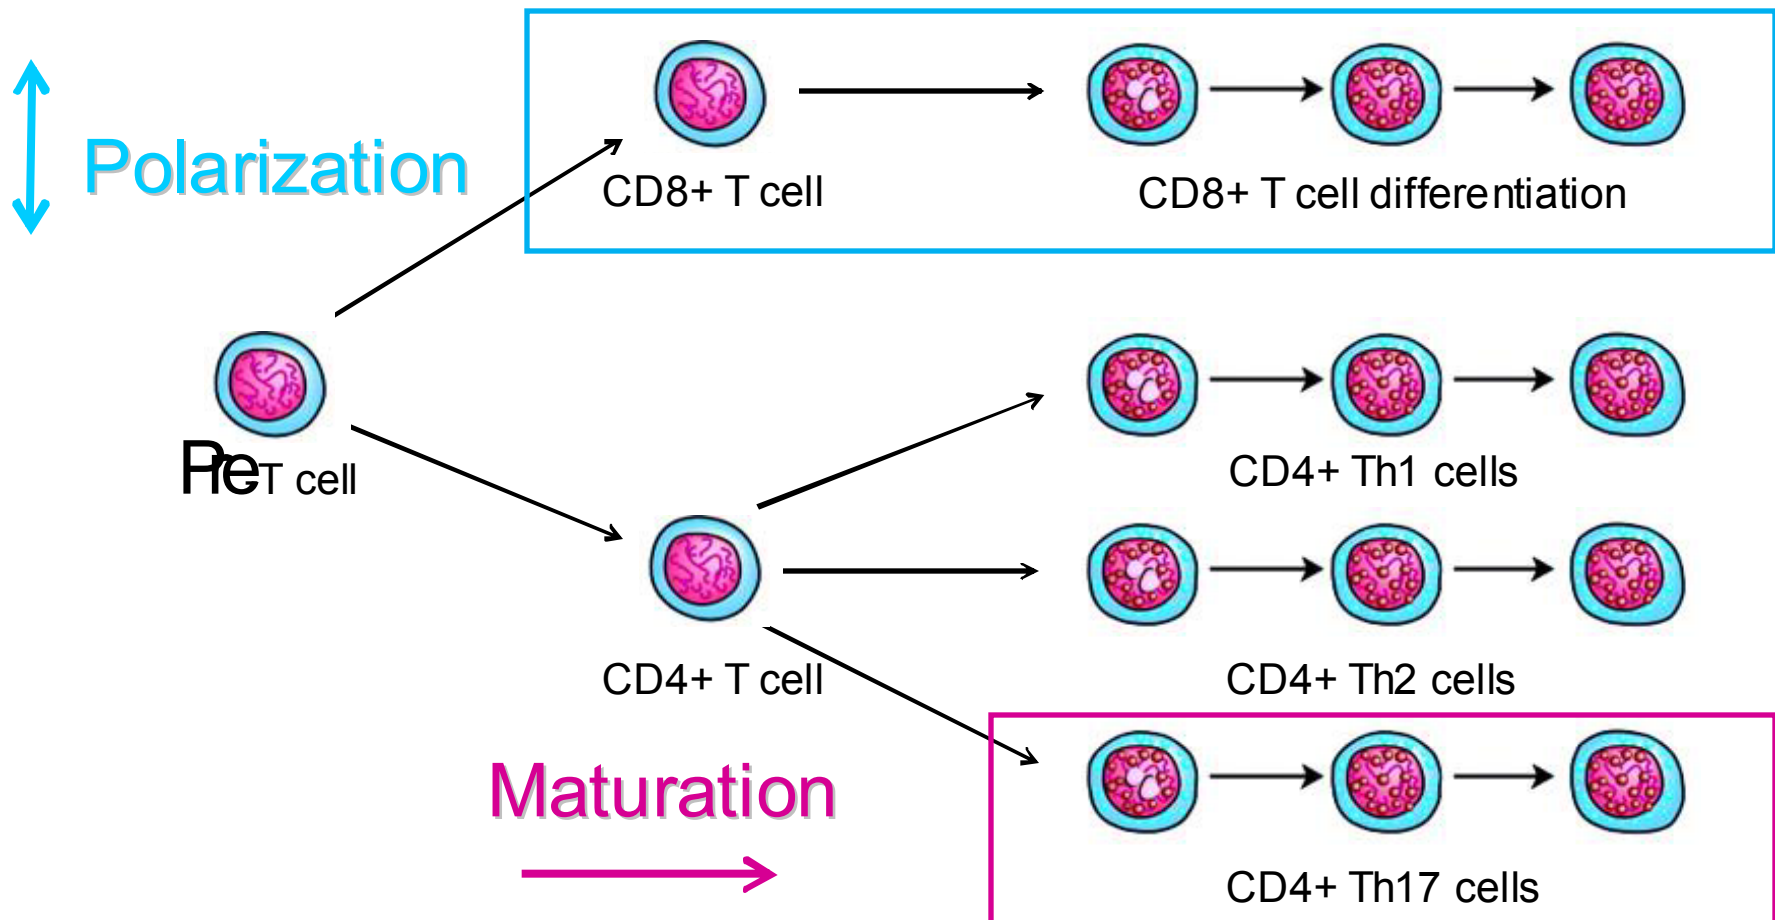 Polarization
CD8+ T cell
CD8+ T cell differentiation
Pre T cell
CD4+ Th1 cells
CD4+ T cell
CD4+ Th2 cells
Maturation
CD4+ Th17 cells